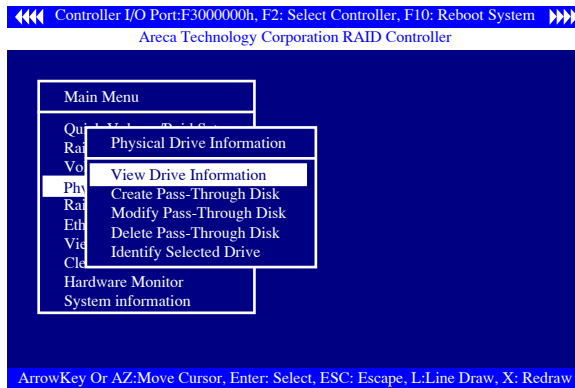 Controller I/O Port:F3000000h, F2: Select Controller, F10: Reboot System
Areca Technology Corporation RAID Controller
Main Menu
Physical Drive Information
View Drive Information
Create Pass-Through Disk
Modify Pass-Through Disk
Delete Pass-Through Disk
Identify Selected Drive
Hardware Monitor
System information
ArrowKey Or AZ:Move Cursor, Enter: Select, ESC: Escape, L:Line Draw, X: Redraw